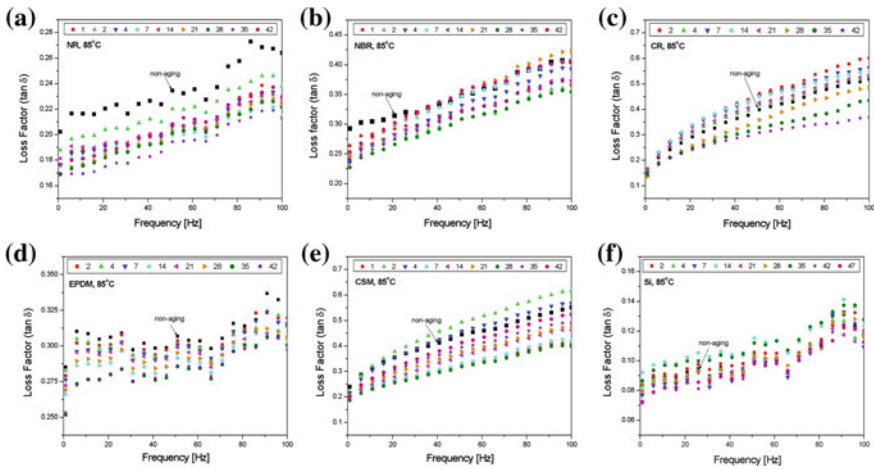 (a)
1 2 4 7 14 21 28 35 42
NR, 85°C
non-aging
Loss Factor (tan δ)
0.28
0.26
0.24
0.22
0.20
0.18
0.16
0 20 40 60 80 100
Frequency [Hz]
(b)
1 2 4 7 14 21 28 35 42
NBR, 85°C
non-aging
Loss factor (tan δ)
0.45
0.40
0.35
0.30
0.25
0.20
0 20 40 60 80 100
Frequency [Hz]
(c)
2 4 7 14 21 28 35 42
CR, 85°C
non-aging
Loss Factor (tan δ)
0.7
0.6
0.5
0.4
0.3
0.2
0.1
0 20 40 60 80 100
Frequency [Hz]
(d)
2 4 7 14 21 28 35 42
EPDM, 85°C
non-aging
Loss Factor (tan δ)
0.350
0.325
0.300
0.275
0.250
0 20 40 60 80 100
Frequency [Hz]
(e)
1 2 4 7 14 21 28 35 42
CSM, 85°C
non-aging
Loss Factor (tan δ)
0.7
0.6
0.5
0.4
0.3
0.2
0.1
0 20 40 60 80 100
Frequency [Hz]
(f)
2 4 7 14 21 28 35 42 47
Si, 85°C
non-aging
Loss Factor (tan δ)
0.16
0.14
0.12
0.10
0.08
0.06
0 20 40 60 80 100
Frequency [Hz]